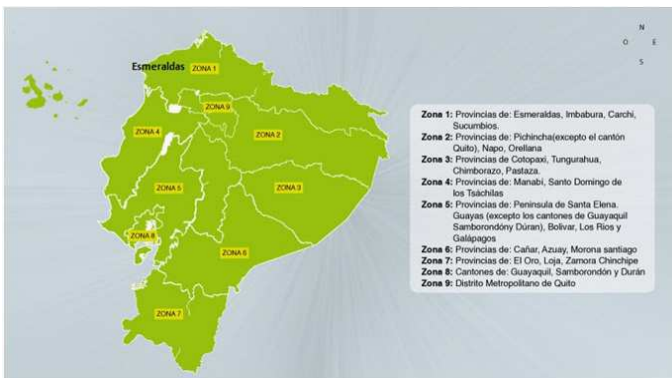 N
O E
S
Esmeraldas
ZONA 1
ZONA 9
ZONA 4
ZONA 2
ZONA 5
ZONA 3
ZONA 8
ZONA 6
ZONA 7
Zona 1: Provincias de: Esmeraldas, Imbabura, Carchi,
Sucumbios.
Zona 2: Provincias de: Pichincha(excepto el cantón
Quito), Napo, Orellana
Zona 3: Provincias de Cotopaxi, Tungurahua,
Chimborazo, Pastaza.
Zona 4: Provincias de: Manabí, Santo Domingo de
los Tsáchilas
Zona 5: Provincias de: Peninsula de Santa Elena.
Guayas (excepto los cantones de Guayaquil
Samborondóny Dúran), Bolivar, Los Rios y
Galápagos
Zona 6: Provincias de: Cañar, Azuay, Morona santiago
Zona 7: Provincias de: El Oro, Loja, Zamora Chinchipe
Zona 8: Cantones de: Guayaquil, Samborondón y Durán
Zona 9: Distrito Metropolitano de Quito